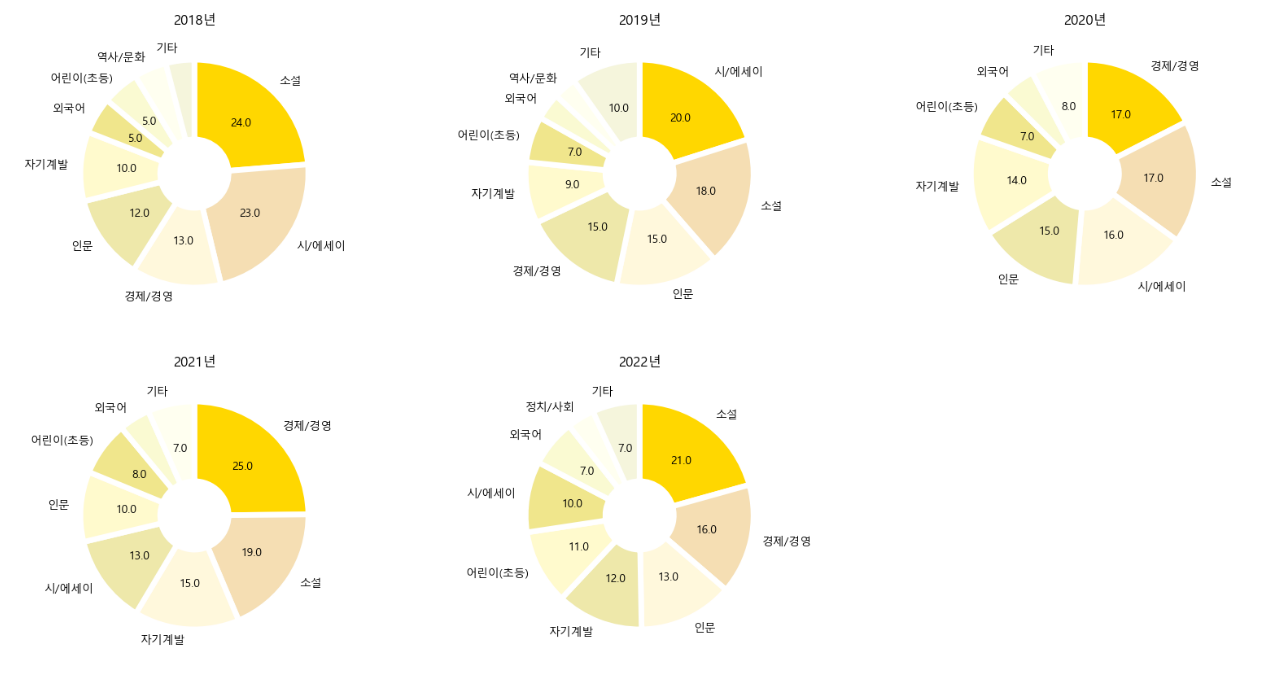 2018년
기타
역사/문화
어린이(초등)
외국어
자기계발
인문
경제/경영
시/에세이
소설
24.0
23.0
13.0
12.0
10.0
5.0
5.0
2019년
기타
역사/문화
외국어
어린이(초등)
자기계발
경제/경영
인문
소설
시/에세이
20.0
18.0
15.0
15.0
9.0
7.0
10.0
2020년
기타
외국어
어린이(초등)
자기계발
인문
시/에세이
소설
경제/경영
17.0
17.0
16.0
15.0
14.0
7.0
8.0
2021년
기타
외국어
어린이(초등)
인문
시/에세이
자기계발
소설
경제/경영
25.0
19.0
15.0
13.0
10.0
8.0
7.0
2022년
기타
정치/사회
외국어
시/에세이
어린이(초등)
자기계발
인문
경제/경영
소설
21.0
16.0
13.0
12.0
11.0
10.0
7.0
7.0